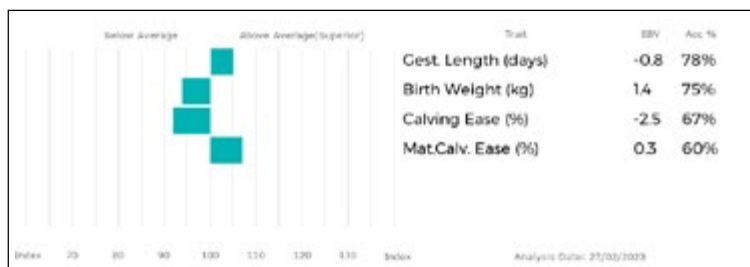 Below Average Above Average(Superior) Trait EBV Acc %
Gest. Length (days) -0.8 78%
Birth Weight (kg) 1.4 75%
Calving Ease (%) -2.5 67%
Mat.Calv. Ease (%) 0.3 60%
Index 70 80 90 100 110 120 130 Index Analysis Date: 27/02/2023